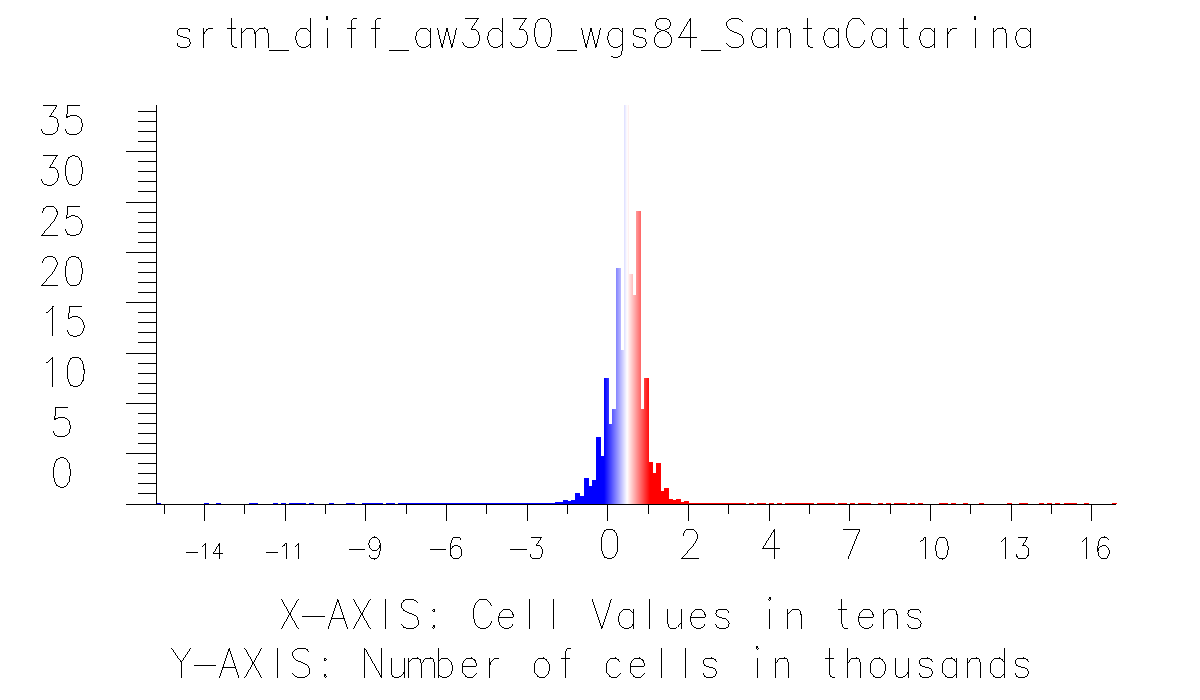 srtm_diff_aw3d30_wgs84_SantaCatarina
35
30
25
20
15
10
5
0
-14 -11 -9 -6 -3 0 2 4 7 10 13 16
X-AXIS: Cell Values in tens
Y-AXIS: Number of cells in thousands